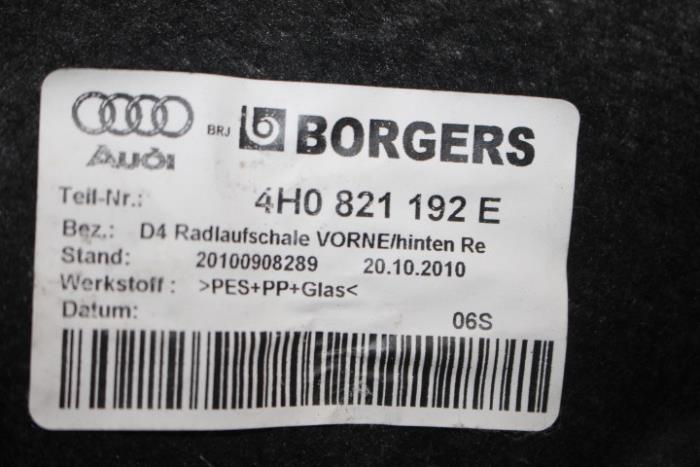 Audi BRJ BORGERS
Teil-Nr.: 4H0 821 192 E
Bez.: D4 Radlaufschale VORNE/hinten Re
Stand: 20100908289 20.10.2010
Werkstoff : >PES+PP+Glas<
Datum: 06S